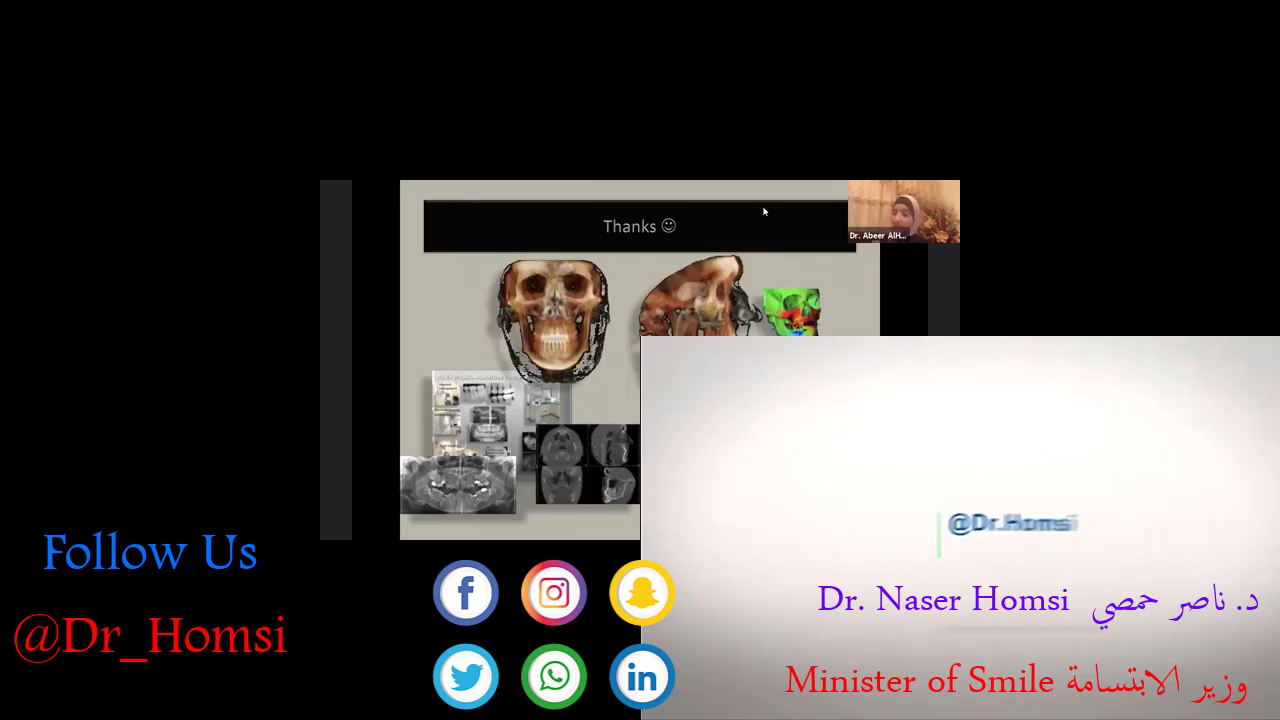 Thanks ☺
Dr. Abeer AlH...
@Dr.Homsi
Follow Us
@Dr_Homsi
Dr. Naser Homsi د. ناصر حمصي
Minister of Smile وزير الابتسامة